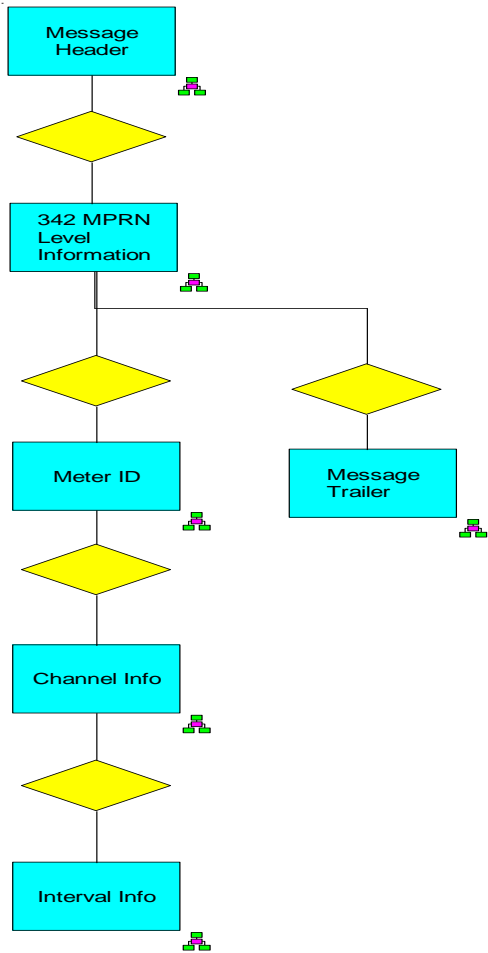 Message
Header
342 MPRN
Level
Information
Meter ID
Message
Trailer
Channel Info
Interval Info